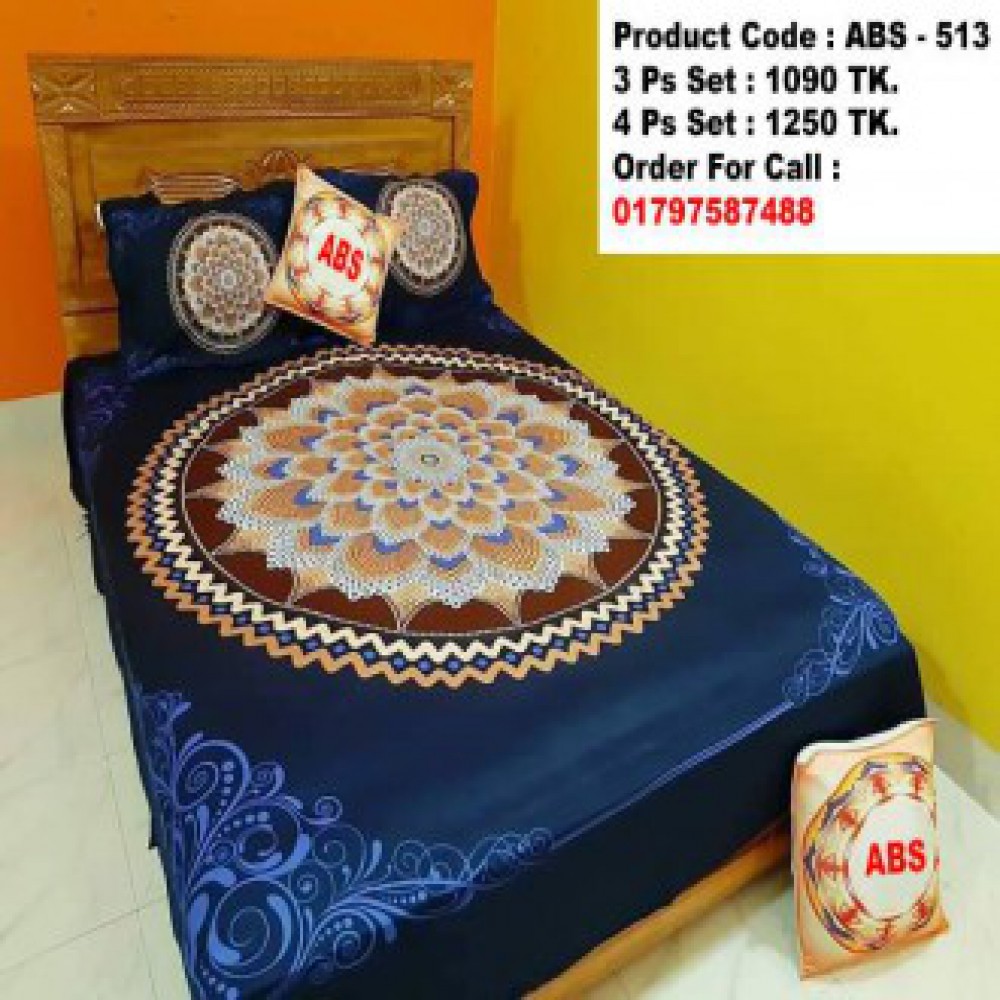 Product Code : ABS - 513
3 Ps Set : 1090 TK.
4 Ps Set : 1250 TK.
Order For Call :
01797587488
ABS
ABS